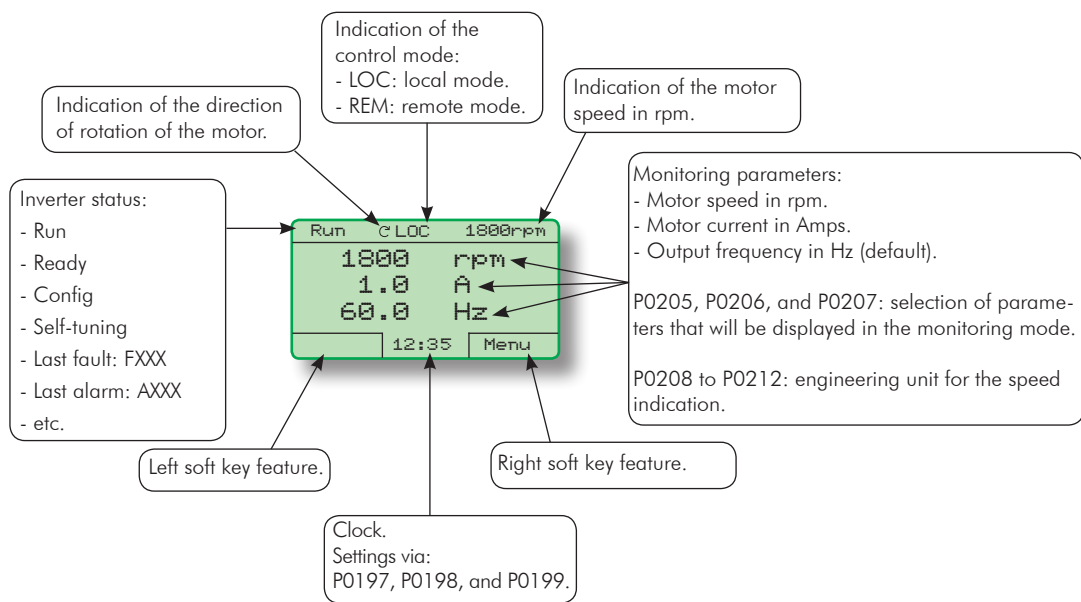 Indication of the
control mode:
- LOC: local mode.
- REM: remote mode.
Indication of the direction
of rotation of the motor.
Indication of the motor
speed in rpm.
Inverter status:
- Run
- Ready
- Config
- Self-tuning
- Last fault: FXXX
- Last alarm: AXXX
- etc.
Run LOC 1800rpm
1800 rpm
1.0 A
60.0 Hz
12:35 Menu
Monitoring parameters:
- Motor speed in rpm.
- Motor current in Amps.
- Output frequency in Hz (default).
P0205, P0206, and P0207: selection of parame-
ters that will be displayed in the monitoring mode.
P0208 to P0212: engineering unit for the speed
indication.
Left soft key feature.
Right soft key feature.
Clock.
Settings via:
P0197, P0198, and P0199.